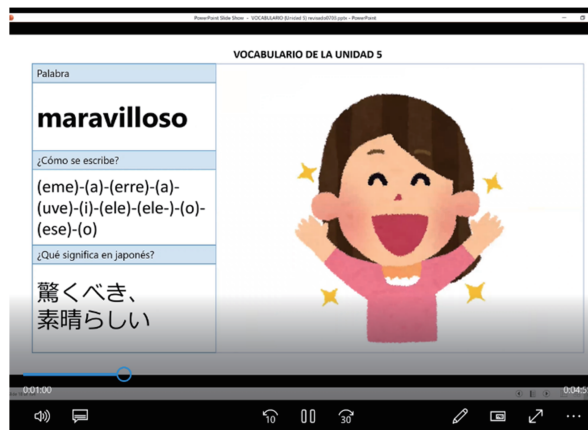 PowerPoint Slide Show - VOCABULARIO (Unidad 5) revisado0703.pptx - PowerPoint
VOCABULARIO DE LA UNIDAD 5
Palabra
maravilloso
¿Cómo se escribe?
(eme)-(a)-(erre)-(a)-
(uve)-(i)-(ele)-(ele-)-(o)-
(ese)-(o)
¿Qué significa en japonés?
驚くべき、
素晴らしい
0:01:00
0:04:5
10
30